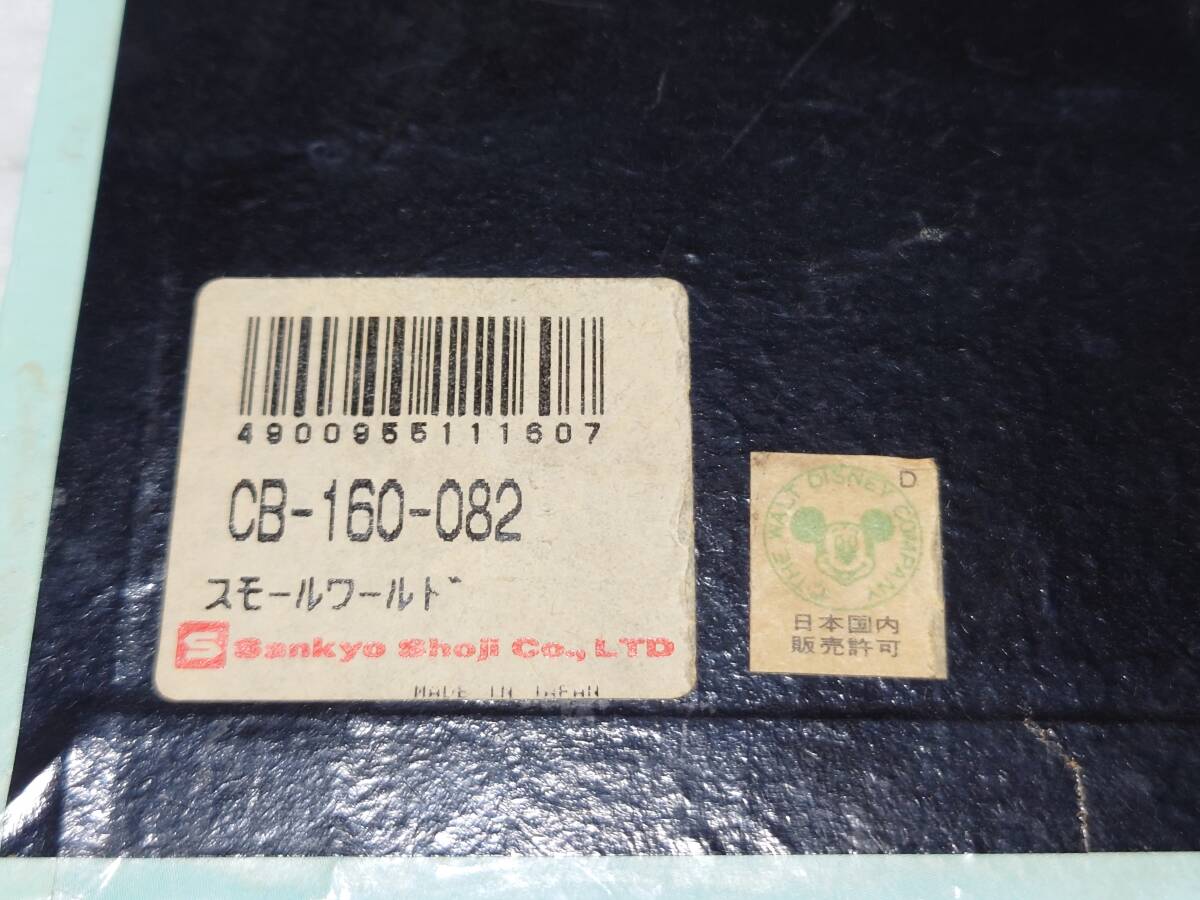 4900955111607
CB-160-082
スモールワールド
S Sankyo Shoji Co., LTD
MADE IN JAPAN
D
© THE WALT DISNEY COMPANY
日本国内
販売許可